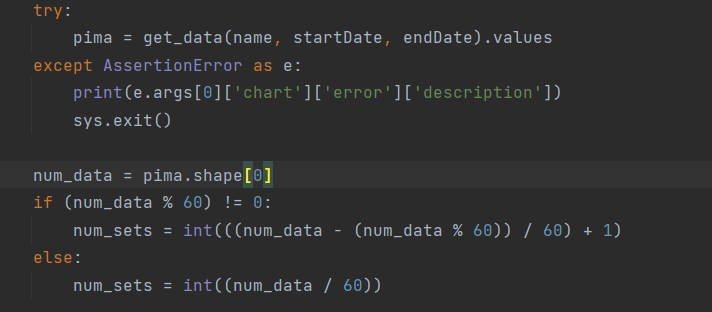 try:
    pima = get_data(name, startDate, endDate).values
except AssertionError as e:
    print(e.args[0]['chart']['error']['description'])
    sys.exit()

num_data = pima.shape[0]
if (num_data % 60) != 0:
    num_sets = int(((num_data - (num_data % 60)) / 60) + 1)
else:
    num_sets = int((num_data / 60))